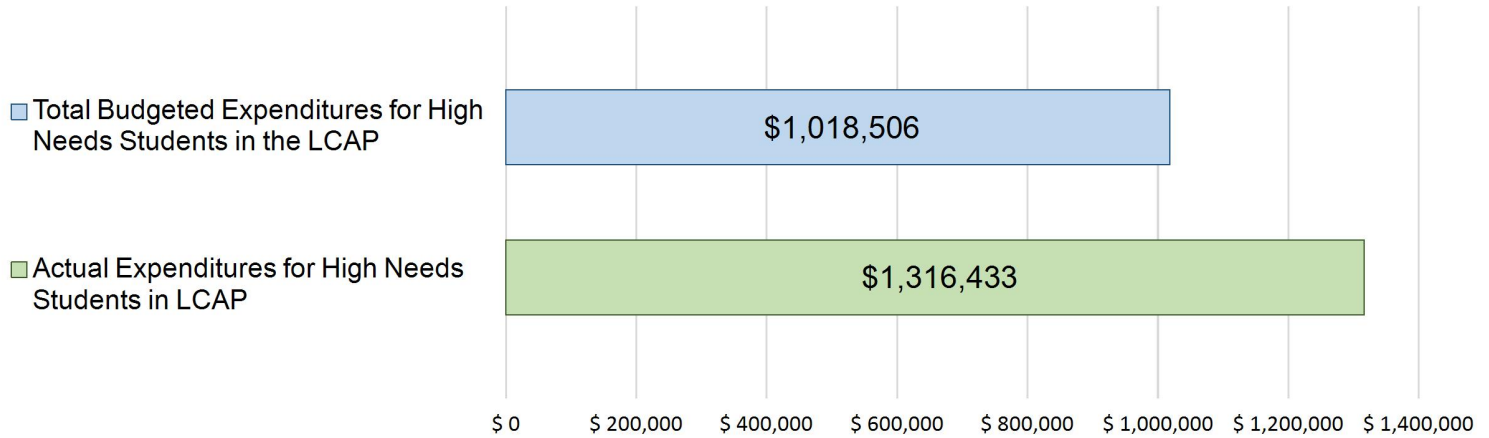 Total Budgeted Expenditures for High
Needs Students in the LCAP
$1,018,506
Actual Expenditures for High Needs
Students in LCAP
$1,316,433
$ 0 $ 200,000 $ 400,000 $ 600,000 $ 800,000 $ 1,000,000 $ 1,200,000 $ 1,400,000